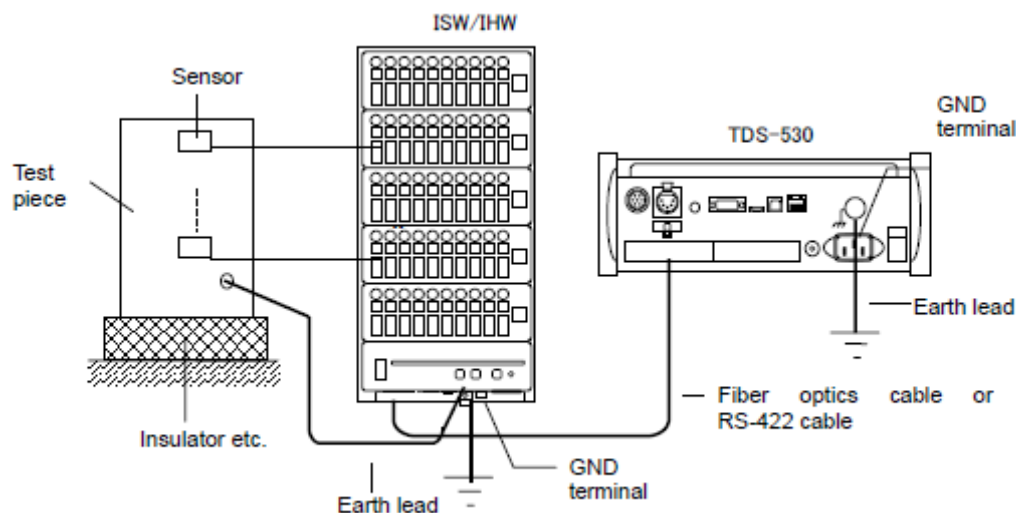 ISW/IHW
Sensor
GND
terminal
TDS-530
Test
piece
Earth lead
Fiber optics cable or
RS-422 cable
Insulator etc.
GND
terminal
Earth lead